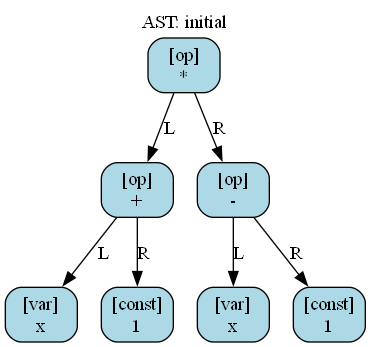 AST: initial
[op]
*
L
R
[op]
+
[op]
-
L
R
L
R
[var]
x
[const]
1
[var]
x
[const]
1